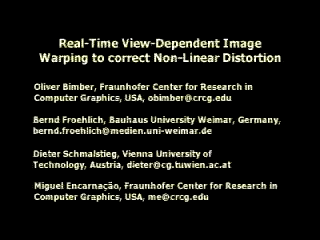 Real-Time View-Dependent Image
Warping to correct Non-Linear Distortion
Oliver Bimber, Fraunhofer Center for Research in
Computer Graphics, USA, obimber@crcg.edu
Bernd Froehlich, Bauhaus University Weimar, Germany,
bernd.froehlich@medien.uni-weimar.de
Dieter Schmalstieg, Vienna University of
Technology, Austria, dieter@cg.tuwien.ac.at
Miguel Encarnação, Fraunhofer Center for Research in
Computer Graphics, USA, me@crcg.edu